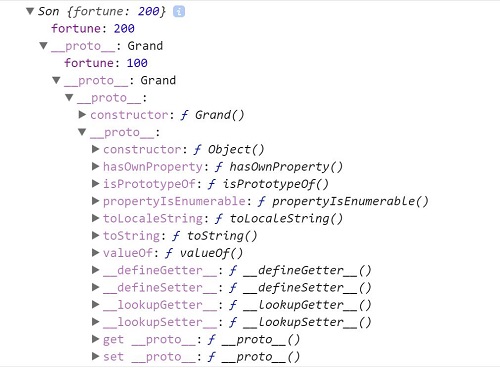 ▼ Son {fortune: 200} i
fortune: 200
▼ __proto__: Grand
fortune: 100
▼ __proto__: Grand
▼ __proto__:
▶ constructor: ƒ Grand()
▼ __proto__:
▶ constructor: ƒ Object()
▶ hasOwnProperty: ƒ hasOwnProperty()
▶ isPrototypeOf: ƒ isPrototypeOf()
▶ propertyIsEnumerable: ƒ propertyIsEnumerable()
▶ toLocaleString: ƒ toLocaleString()
▶ toString: ƒ toString()
▶ valueOf: ƒ valueOf()
▶ __defineGetter__: ƒ __defineGetter__()
▶ __defineSetter__: ƒ __defineSetter__()
▶ __lookupGetter__: ƒ __lookupGetter__()
▶ __lookupSetter__: ƒ __lookupSetter__()
▶ get __proto__: ƒ __proto__()
▶ set __proto__: ƒ __proto__()